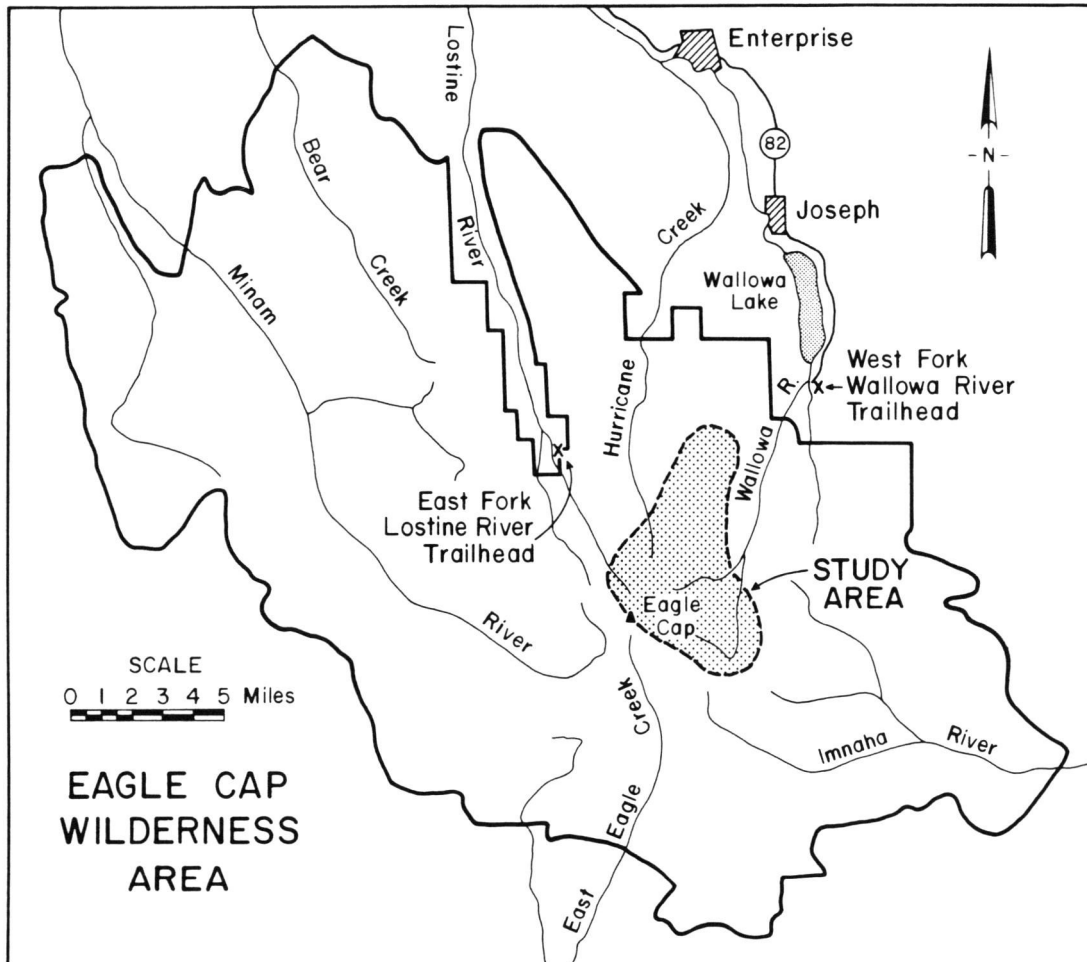 Enterprise
Lostine
River
82
- N -
Joseph
Bear
Creek
Creek
Hurricane
Wallowa
Lake
Minam
River
West Fork
Wallowa River
Trailhead
Wallowa
R.
East Fork
Lostine River
Trailhead
STUDY
AREA
Eagle
Cap
SCALE
0 1 2 3 4 5 Miles
Imnaha
River
East
Eagle
Creek
EAGLE CAP
WILDERNESS
AREA